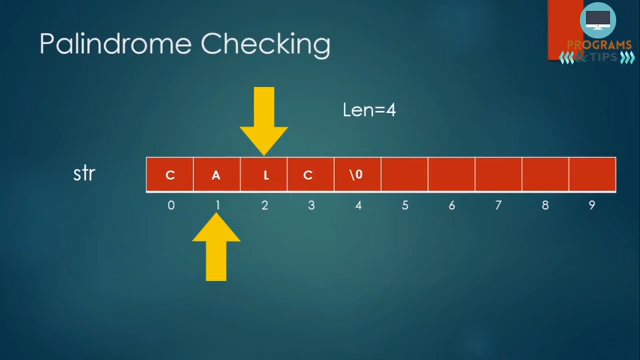 Palindrome Checking
PROGRAMS
& TIPS
Len=4
str
C A L C \0
0 1 2 3 4 5 6 7 8 9